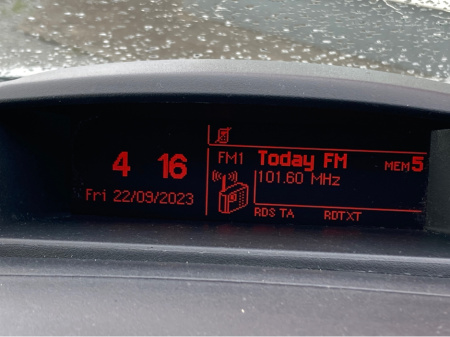 4 16
Fri 22/09/2023
FM1 Today FM MEM5
101.60 MHz
RDS TA RDTXT